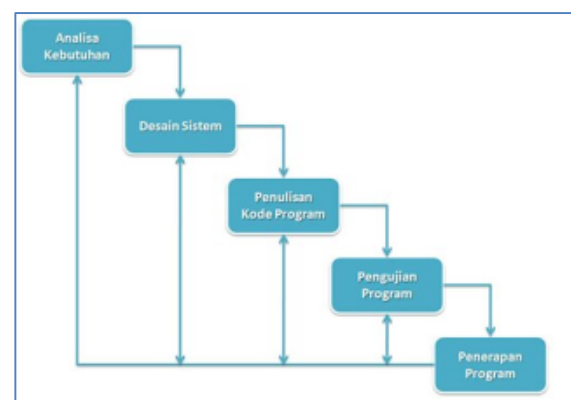 Analisa
Kebutuhan
Desain Sistem
Penulisan
Kode Program
Pengujian
Program
Penerapan
Program